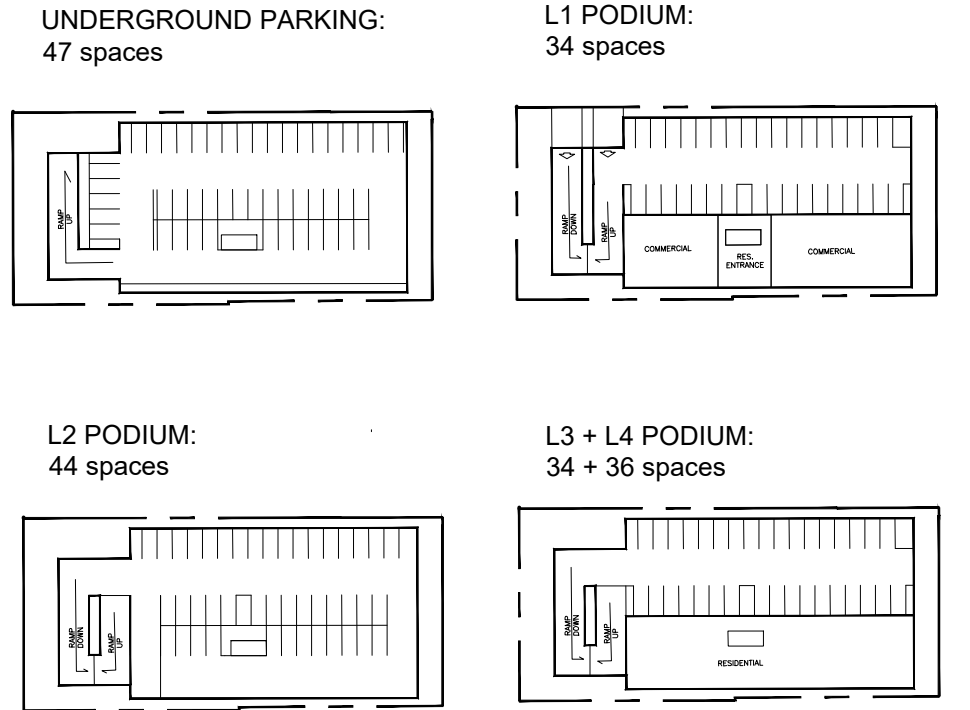 UNDERGROUND PARKING:
47 spaces
L1 PODIUM:
34 spaces
RAMP
UP
RAMP
DOWN
RAMP
UP
COMMERCIAL
RES.
ENTRANCE
COMMERCIAL
L2 PODIUM:
44 spaces
L3 + L4 PODIUM:
34 + 36 spaces
RAMP
DOWN
RAMP
UP
RAMP
DOWN
RAMP
UP
RESIDENTIAL